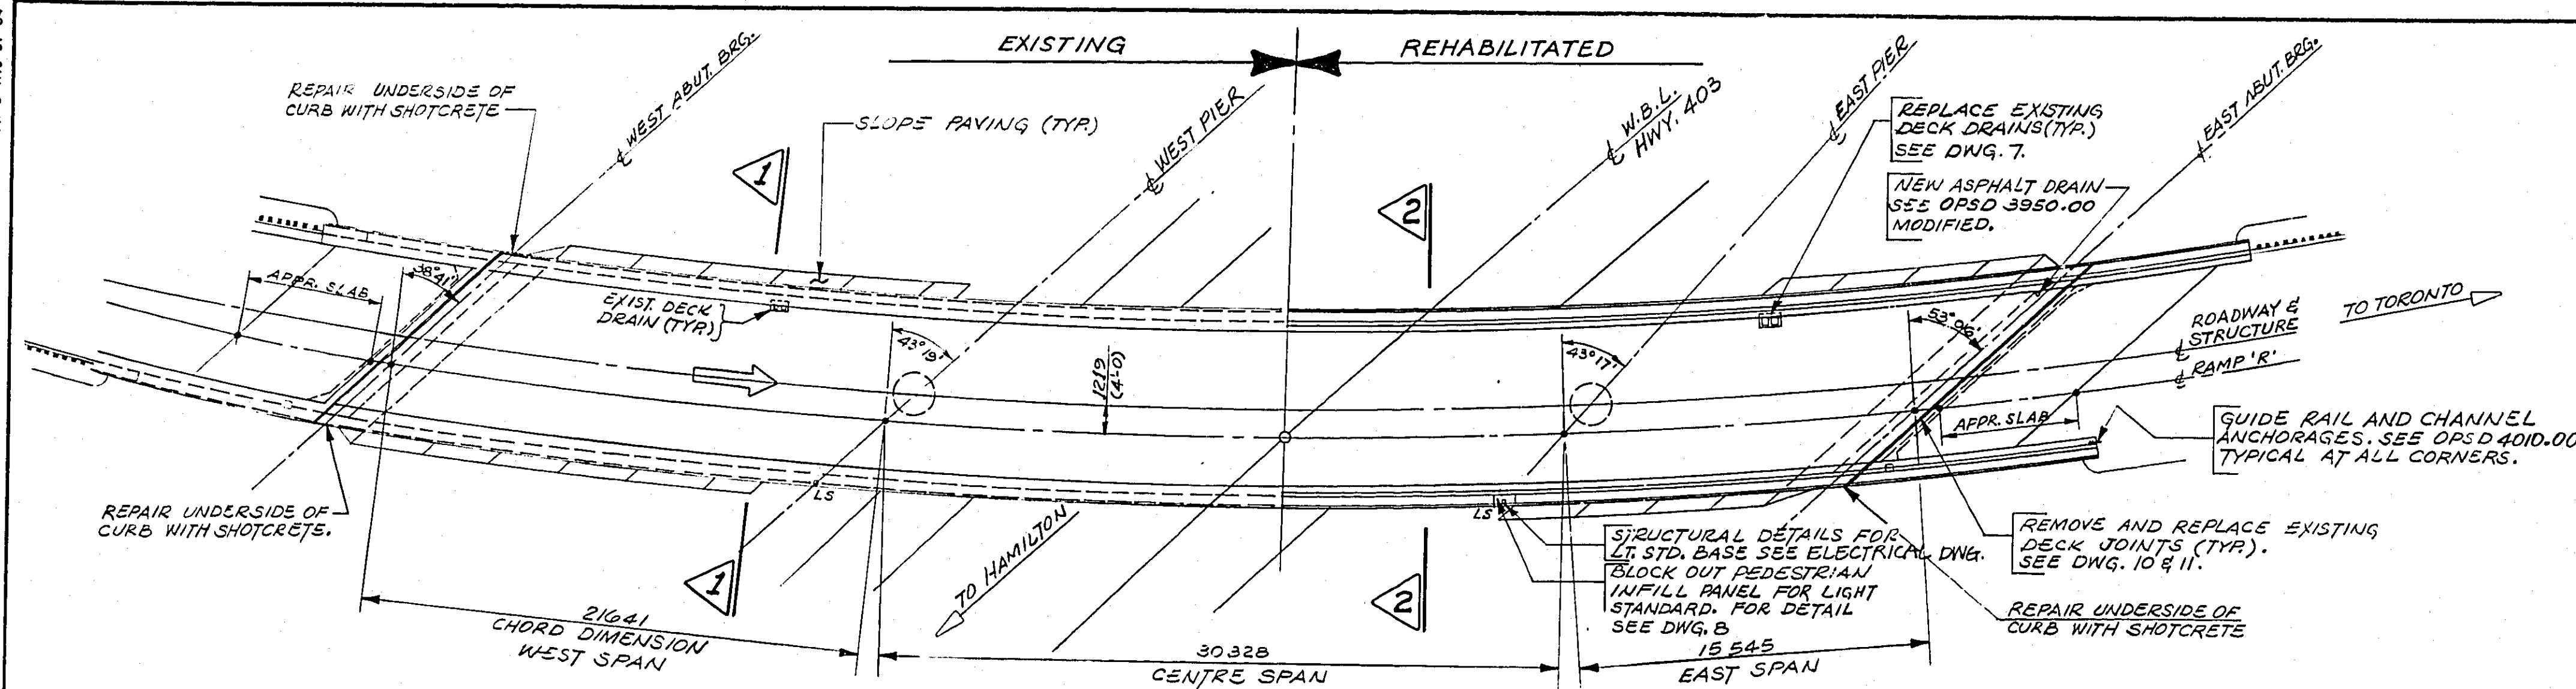 EXISTING
REHABILITATED
REPAIR UNDERSIDE OF
CURB WITH SHOTCRETE
℄ WEST ABUT. BRG.
SLOPE PAVING (TYP.)
1
℄ WEST PIER
2
℄ W.B.L.
HWY. 403
℄ EAST PIER
REPLACE EXISTING
DECK DRAINS (TYP.)
SEE DWG. 7.
℄ EAST ABUT. BRG.
NEW ASPHALT DRAIN
SEE OPSD 3950.00
MODIFIED.
APPR. SLAB
38°41'
EXIST. DECK
DRAIN (TYP.)
43°19'
1219
(4'-0)
43°17'
53°06'
ROADWAY &
℄ STRUCTURE
TO TORONTO
℄ RAMP 'R'
APPR. SLAB
GUIDE RAIL AND CHANNEL
ANCHORAGES. SEE OPSD 4010.00
TYPICAL AT ALL CORNERS.
LS
LS
REPAIR UNDERSIDE OF
CURB WITH SHOTCRETE.
STRUCTURAL DETAILS FOR
LT. STD. BASE SEE ELECTRICAL DWG.
BLOCK OUT PEDESTRIAN
INFILL PANEL FOR LIGHT
STANDARD. FOR DETAIL
SEE DWG. 8
REMOVE AND REPLACE EXISTING
DECK JOINTS (TYP.).
SEE DWG. 10 & 11.
REPAIR UNDERSIDE OF
CURB WITH SHOTCRETE
1
2
TO HAMILTON
21641
CHORD DIMENSION
WEST SPAN
30328
CENTRE SPAN
15 545
EAST SPAN